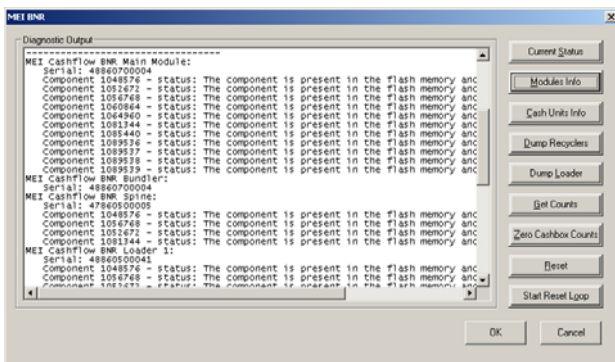 MEI BNR
Diagnostic Output
----------------------------------
MEI Cashflow BNR Main Module:
Serial: 48860700004
Component 1048576 - status: The component is present in the flash memory and
Component 1052672 - status: The component is present in the flash memory and
Component 1056768 - status: The component is present in the flash memory and
Component 1060864 - status: The component is present in the flash memory and
Component 1064960 - status: The component is present in the flash memory and
Component 1081344 - status: The component is present in the flash memory and
Component 1085440 - status: The component is present in the flash memory and
Component 1089536 - status: The component is present in the flash memory and
Component 1089537 - status: The component is present in the flash memory and
Component 1089538 - status: The component is present in the flash memory and
Component 1089539 - status: The component is present in the flash memory and
MEI Cashflow BNR Bundler:
Serial: 48860700004
MEI Cashflow BNR Spine:
Serial: 47860500005
Component 1048576 - status: The component is present in the flash memory and
Component 1056768 - status: The component is present in the flash memory and
Component 1052672 - status: The component is present in the flash memory and
Component 1081344 - status: The component is present in the flash memory and
MEI Cashflow BNR Loader 1:
Serial: 48860500041
Component 1048576 - status: The component is present in the flash memory and
Component 1056768 - status: The component is present in the flash memory and
Component 1052672 - status: The component is present in the flash memory and
Current Status
Modules Info
Cash Units Info
Dump Recyclers
Dump Loader
Get Counts
Zero Cashbox Counts
Reset
Start Reset Loop
OK
Cancel